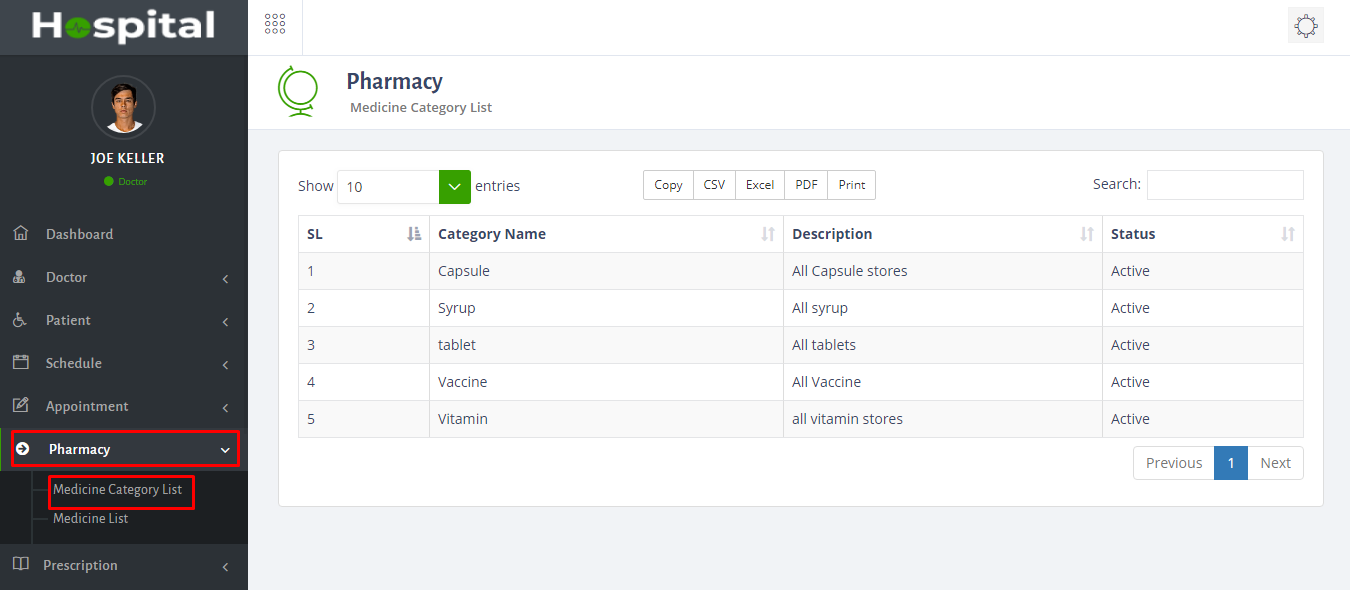 Hospital
JOE KELLER
Doctor
Dashboard
Doctor
Patient
Schedule
Appointment
Pharmacy
Medicine Category List
Medicine List
Prescription
Pharmacy
Medicine Category List
Show 10 entries
Copy CSV Excel PDF Print
Search:
SL Category Name Description Status
1 Capsule All Capsule stores Active
2 Syrup All syrup Active
3 tablet All tablets Active
4 Vaccine All Vaccine Active
5 Vitamin all vitamin stores Active
Previous 1 Next